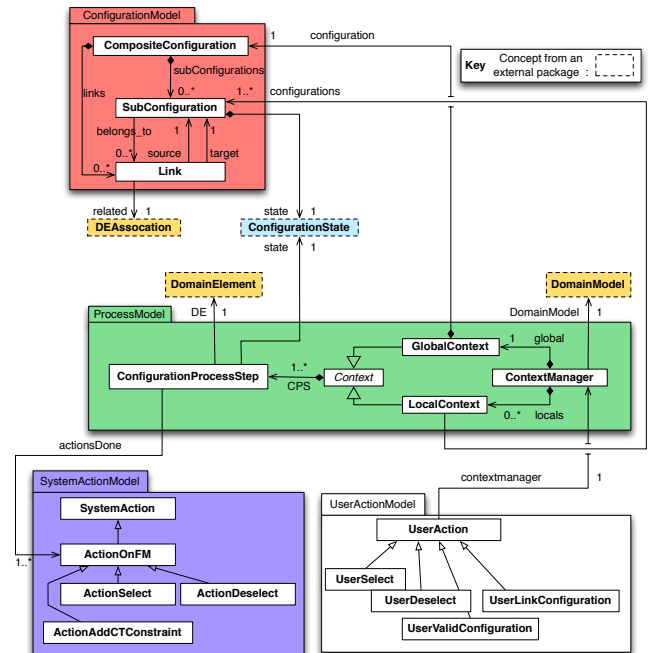 ConfigurationModel
CompositeConfiguration
1 configuration
Key Concept from an
external package :
subConfigurations
links
0..* 1..* configurations
SubConfiguration
belongs_to 1 1
0..* source target
0..* Link
related 1 state 1
DEAssocation ConfigurationState
state 1
DomainElement DomainModel
DE 1 DomainModel 1
ProcessModel
GlobalContext 1 global
1..*
ConfigurationProcessStep Context ContextManager
CPS
LocalContext
0..* locals
actionsDone
contextmanager 1
SystemActionModel
UserActionModel
SystemAction
UserAction
1..* ActionOnFM
UserSelect
ActionSelect ActionDeselect
UserDeselect UserLinkConfiguration
ActionAddCTConstraint UserValidConfiguration